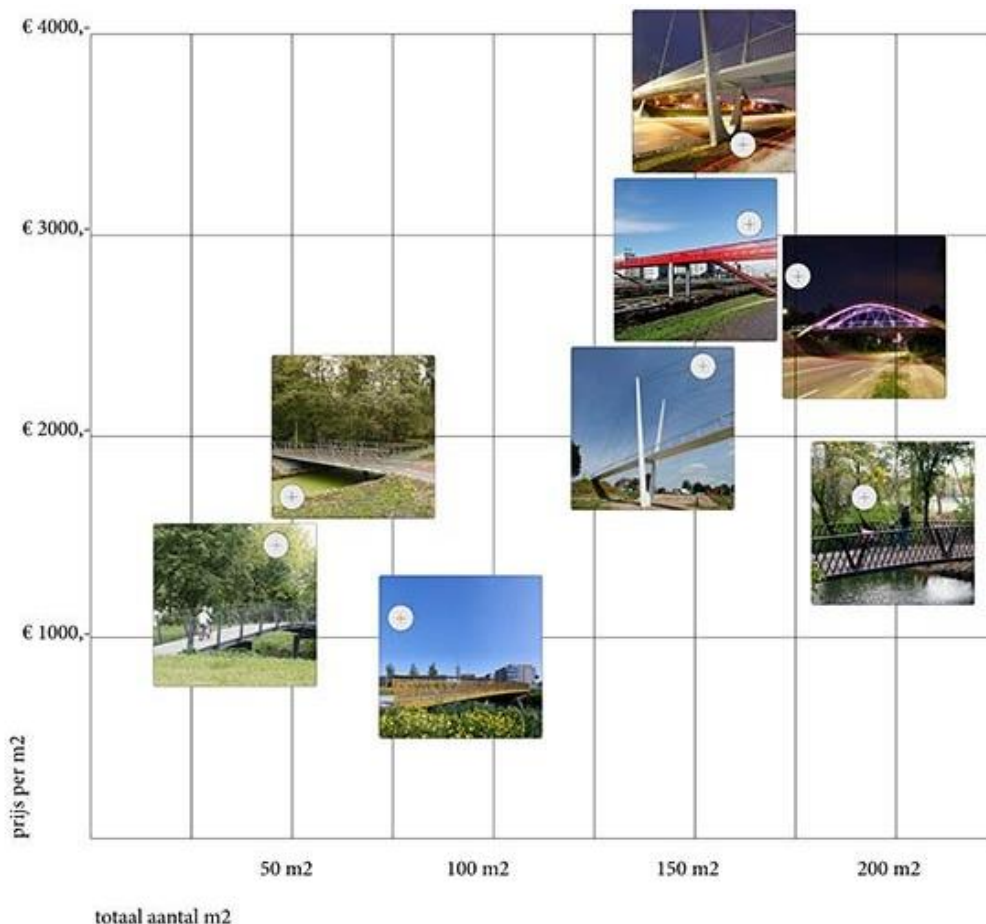 € 4000,-
€ 3000,-
€ 2000,-
€ 1000,-
prijs per m2
50 m2
100 m2
150 m2
200 m2
totaal aantal m2